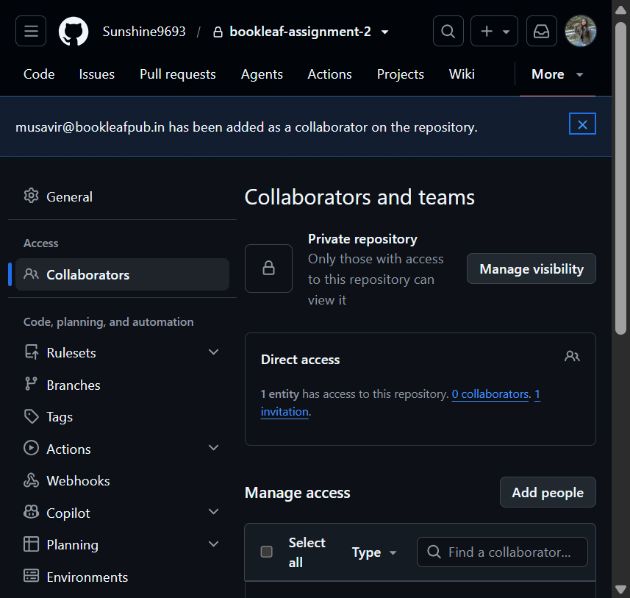 Sunshine9693 / bookleaf-assignment-2
Code Issues Pull requests Agents Actions Projects Wiki More
musavir@bookleafpub.in has been added as a collaborator on the repository.
General
Access
Collaborators
Code, planning, and automation
Rulesets
Branches
Tags
Actions
Webhooks
Copilot
Planning
Environments
Collaborators and teams
Private repository
Only those with access
to this repository can
view it
Manage visibility
Direct access
1 entity has access to this repository. 0 collaborators. 1
invitation.
Manage access
Add people
Select
all
Type
Find a collaborator...